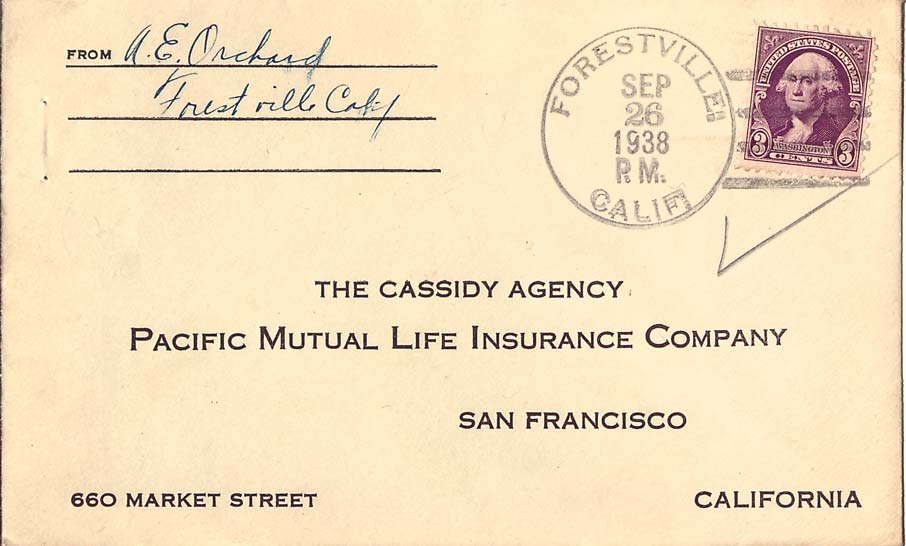 FROM A. E. Orchard
Forestville Calif
FORESTVILLE
SEP
26
1938
P.M.
CALIF.
UNITED STATES POSTAGE
3 WASHINGTON 3
CENTS
THE CASSIDY AGENCY
PACIFIC MUTUAL LIFE INSURANCE COMPANY
SAN FRANCISCO
660 MARKET STREET
CALIFORNIA